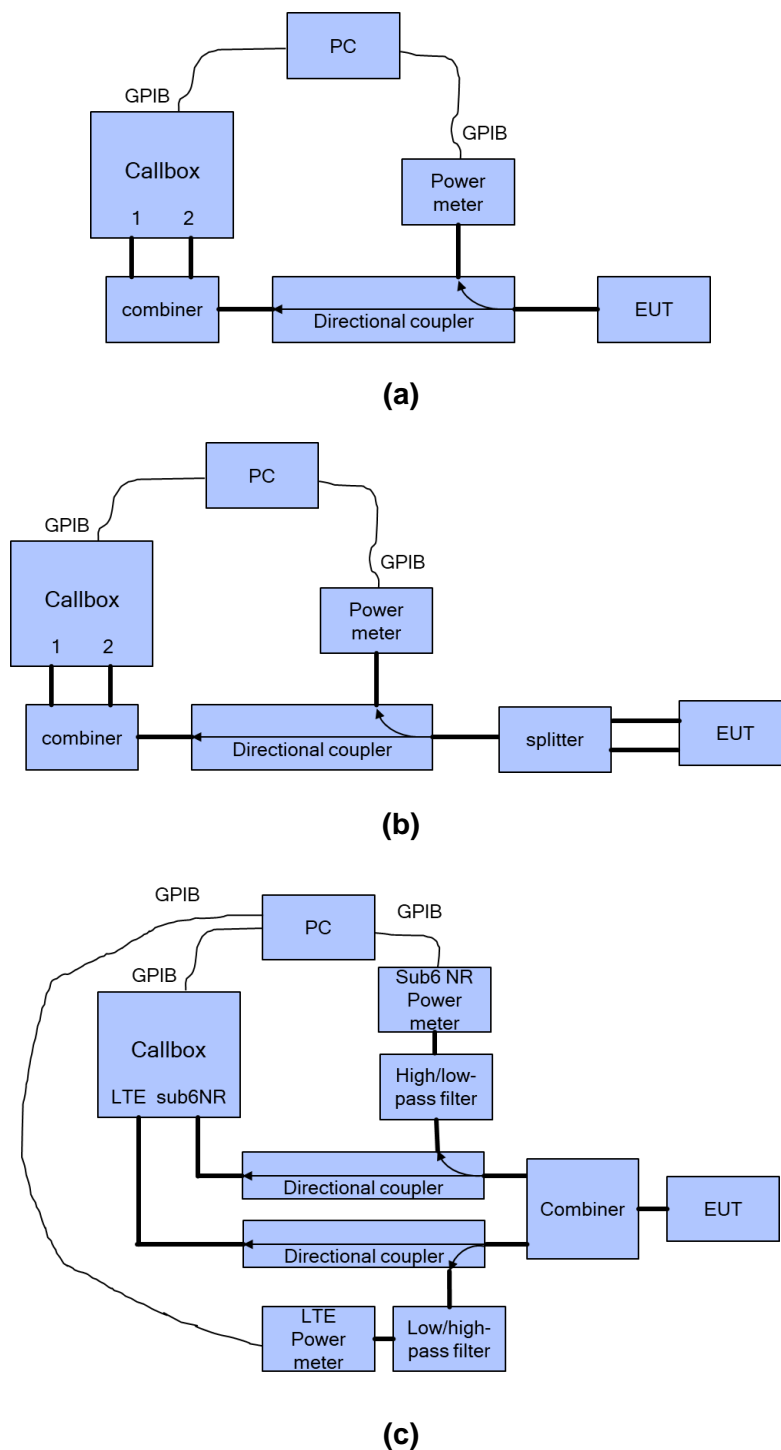 PC
GPIB
GPIB
Callbox
1 2
Power
meter
combiner
Directional coupler
EUT
(a)
PC
GPIB
GPIB
Callbox
1 2
Power
meter
combiner
Directional coupler
splitter
EUT
(b)
GPIB
PC
GPIB
GPIB
Sub6 NR
Power
meter
Callbox
LTE sub6NR
High/low-
pass filter
Directional coupler
Combiner
EUT
Directional coupler
LTE
Power
meter
Low/high-
pass filter
(c)